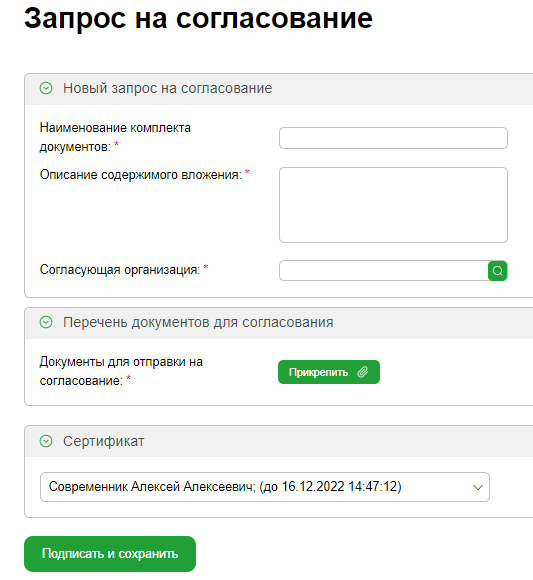 Запрос на согласование
Новый запрос на согласование
Наименование комплекта
документов: *
Описание содержимого вложения: *
Согласующая организация: *
Перечень документов для согласования
Документы для отправки на
согласование: *
Прикрепить
Сертификат
Современник Алексей Алексеевич; (до 16.12.2022 14:47:12)
Подписать и сохранить